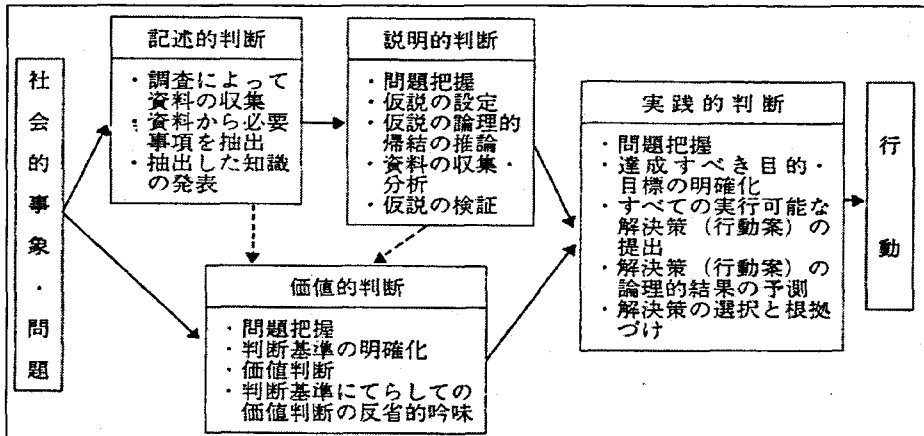 社会的事象・問題
記述的判断
・調査によって
資料の収集
・資料から必要
事項を抽出
・抽出した知識
の発表
説明的判断
・問題把握
・仮説の設定
・仮説の論理的
帰結の推論
・資料の収集・
分析
・仮説の検証
価値的判断
・問題把握
・判断基準の明確化
・価値判断
・判断基準にてらしての
価値判断の反省的吟味
実践的判断
・問題把握
・達成すべき目的・
目標の明確化
・すべての実行可能な
解決策（行動案）の
提出
・解決策（行動案）の
論理的結果の予測
・解決策の選択と根拠
づけ
行動